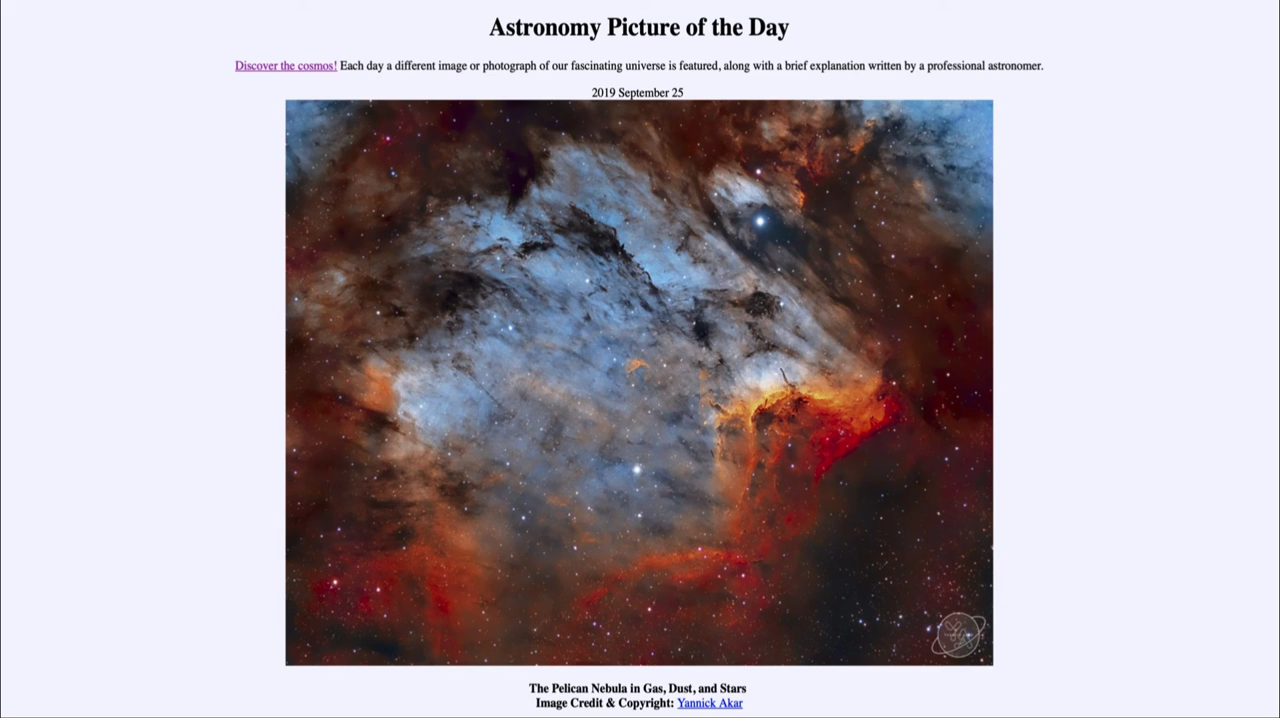 Astronomy Picture of the Day
Discover the cosmos! Each day a different image or photograph of our fascinating universe is featured, along with a brief explanation written by a professional astronomer.
2019 September 25
The Pelican Nebula in Gas, Dust, and Stars
Image Credit & Copyright: Yannick Akar